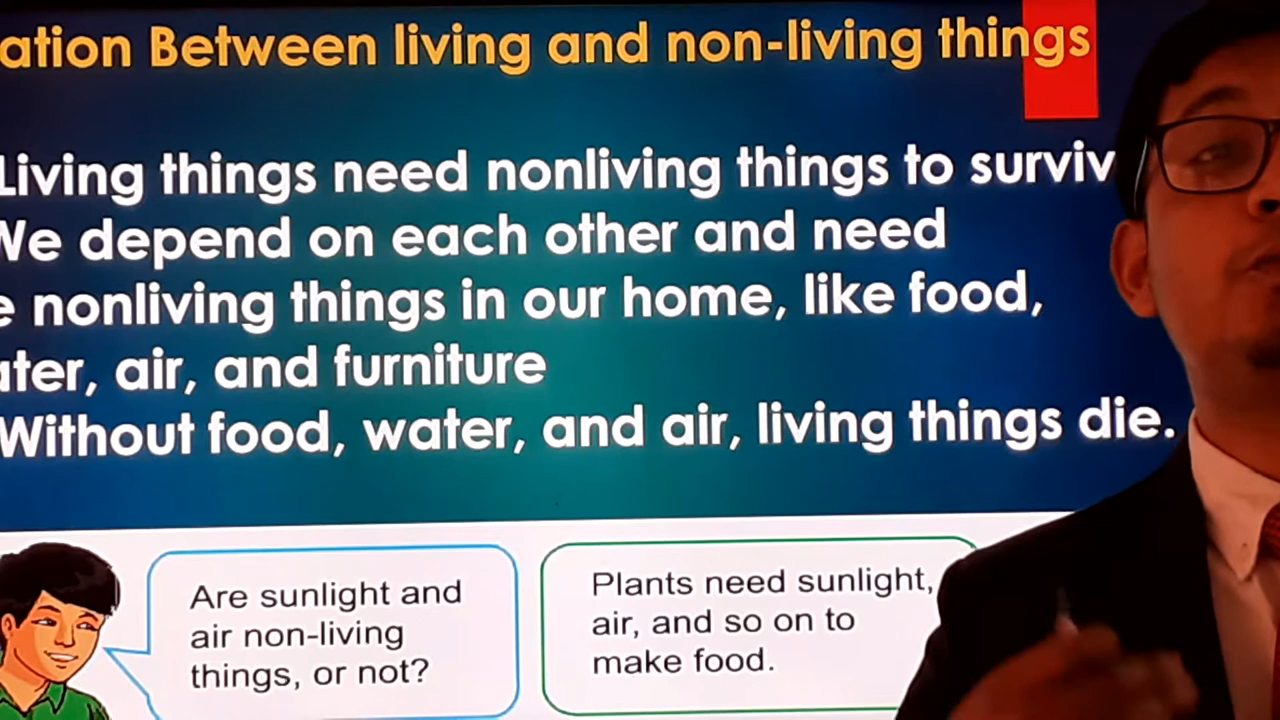 ation Between living and non-living things
Living things need nonliving things to surviv
We depend on each other and need
e nonliving things in our home, like food,
ater, air, and furniture
Without food, water, and air, living things die.
Are sunlight and
air non-living
things, or not?
Plants need sunlight,
air, and so on to
make food.